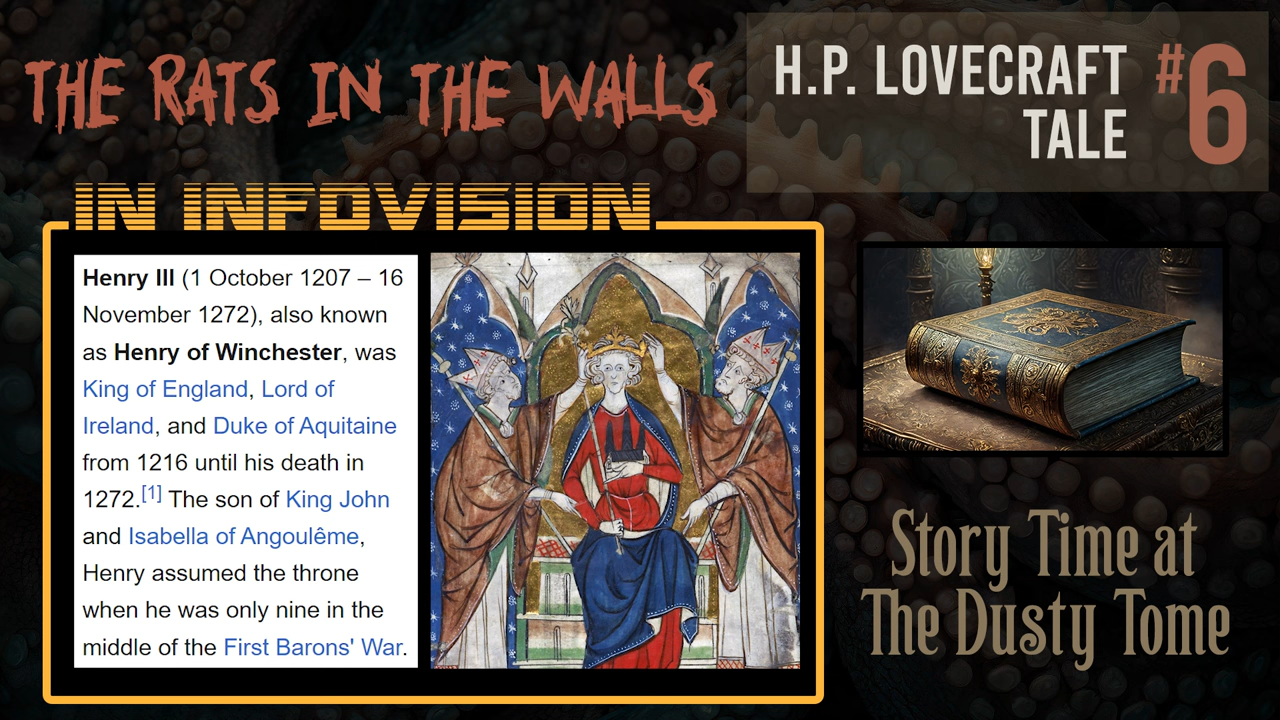 THE RATS IN THE WALLS
H.P. LOVECRAFT
TALE
#6
IN INFOVISION
Henry III (1 October 1207 – 16
November 1272), also known
as Henry of Winchester, was
King of England, Lord of
Ireland, and Duke of Aquitaine
from 1216 until his death in
1272.[1] The son of King John
and Isabella of Angoulême,
Henry assumed the throne
when he was only nine in the
middle of the First Barons' War.
Story Time at
The Dusty Tome